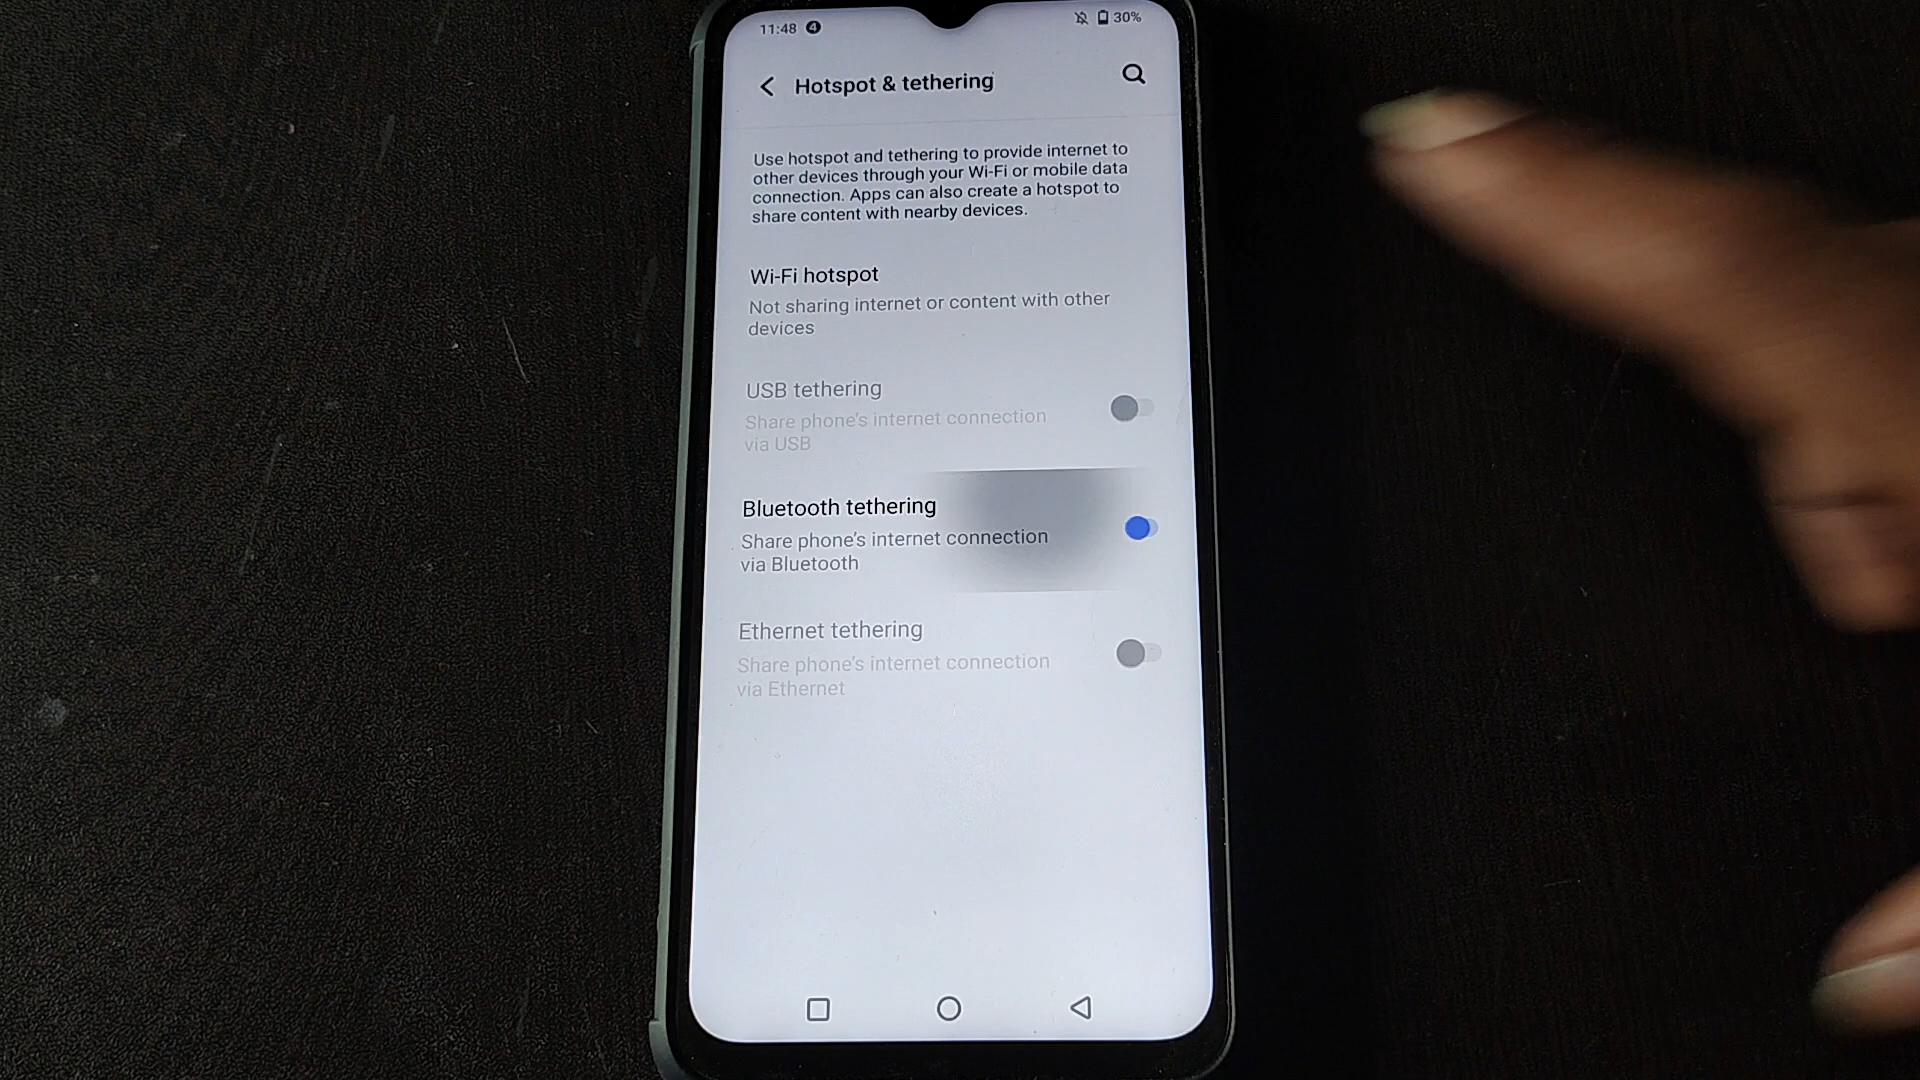 11:48 4 30%
Hotspot & tethering
Use hotspot and tethering to provide internet to
other devices through your Wi-Fi or mobile data
connection. Apps can also create a hotspot to
share content with nearby devices.
Wi-Fi hotspot
Not sharing internet or content with other
devices
USB tethering
Share phone's internet connection
via USB
Bluetooth tethering
Share phone's internet connection
via Bluetooth
Ethernet tethering
Share phone's internet connection
via Ethernet